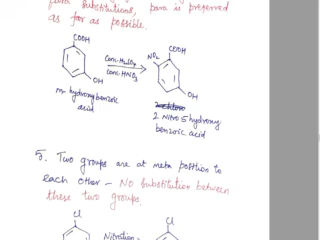 para substitutions, para is preferred
as far as possible.
COOH
OH
Conc. H₂SO₄
Conc. HNO₃
COOH
NO₂
OH
m-hydroxybenzoic
acid
2 Nitro 5 hydroxy
benzoic acid
5. Two groups are at meta position to
each other – No Substitution between
these two groups.
Cl
Nitration
Cl